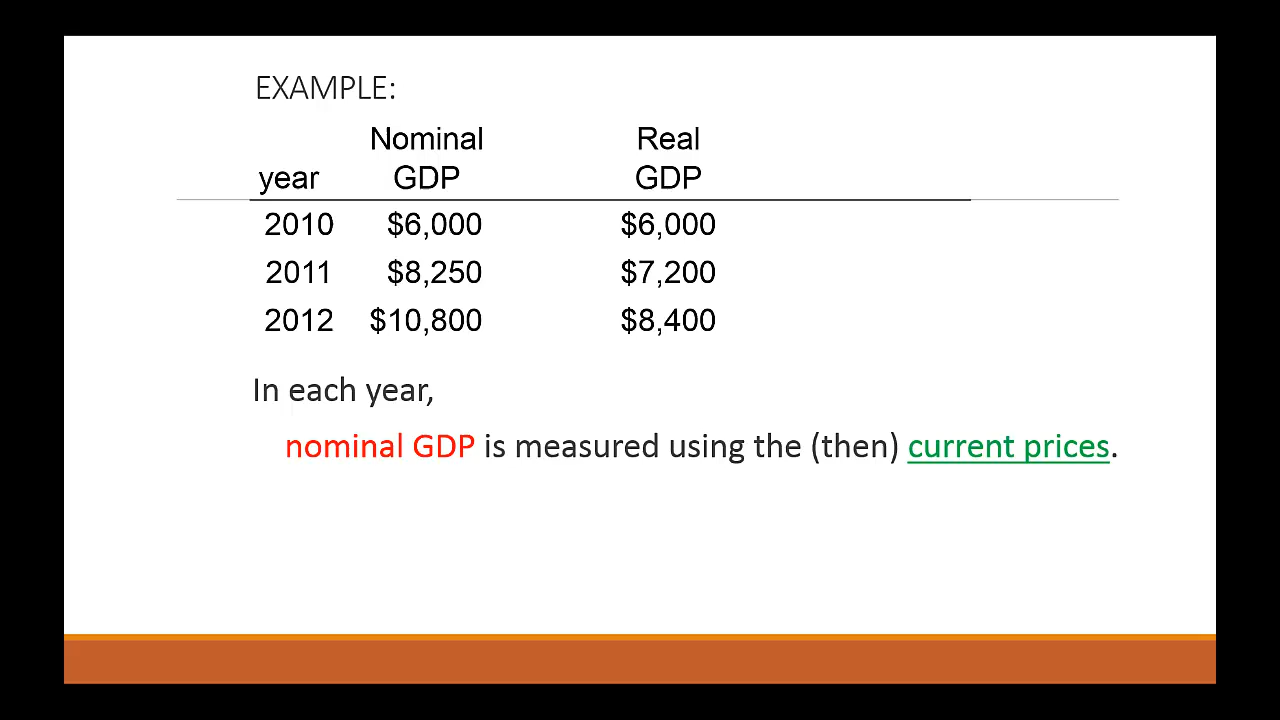 EXAMPLE:
Nominal Real
year GDP GDP
2010 $6,000 $6,000
2011 $8,250 $7,200
2012 $10,800 $8,400
In each year,
nominal GDP is measured using the (then) current prices.